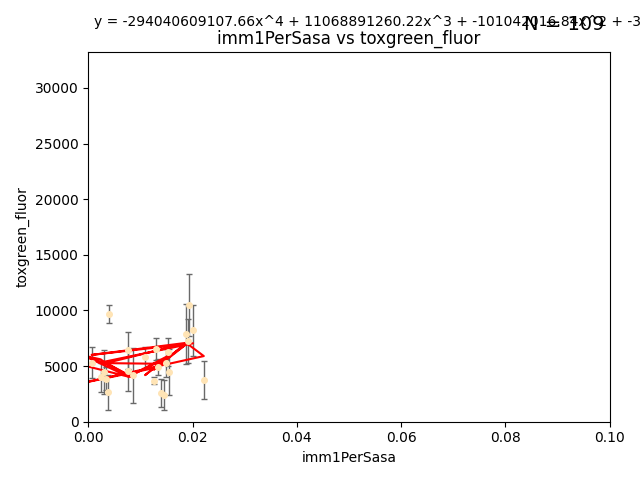 y = -294040609107.66x^4 + 11068891260.22x^3 + -101042016.84x^2 + -3
N = 109
imm1PerSasa vs toxgreen_fluor
30000
25000
20000
15000
10000
5000
0
toxgreen_fluor
0.00 0.02 0.04 0.06 0.08 0.10
imm1PerSasa